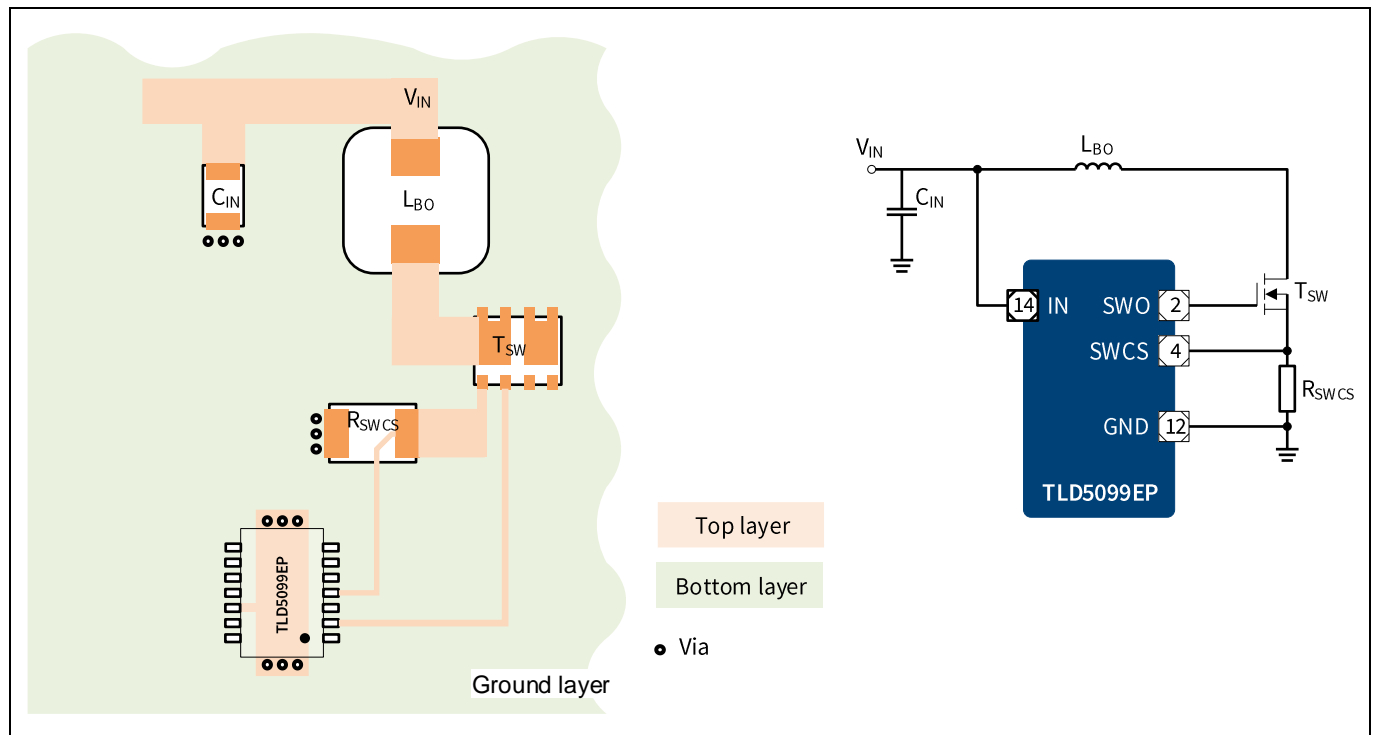 VIN
CIN
LBO
TSW
RSWCS
TLD5099EP
Ground layer
Top layer
Bottom layer
Via
VIN
LBO
CIN
TSW
14 IN
SWO 2
SWCS 4
RSWCS
GND 12
TLD5099EP